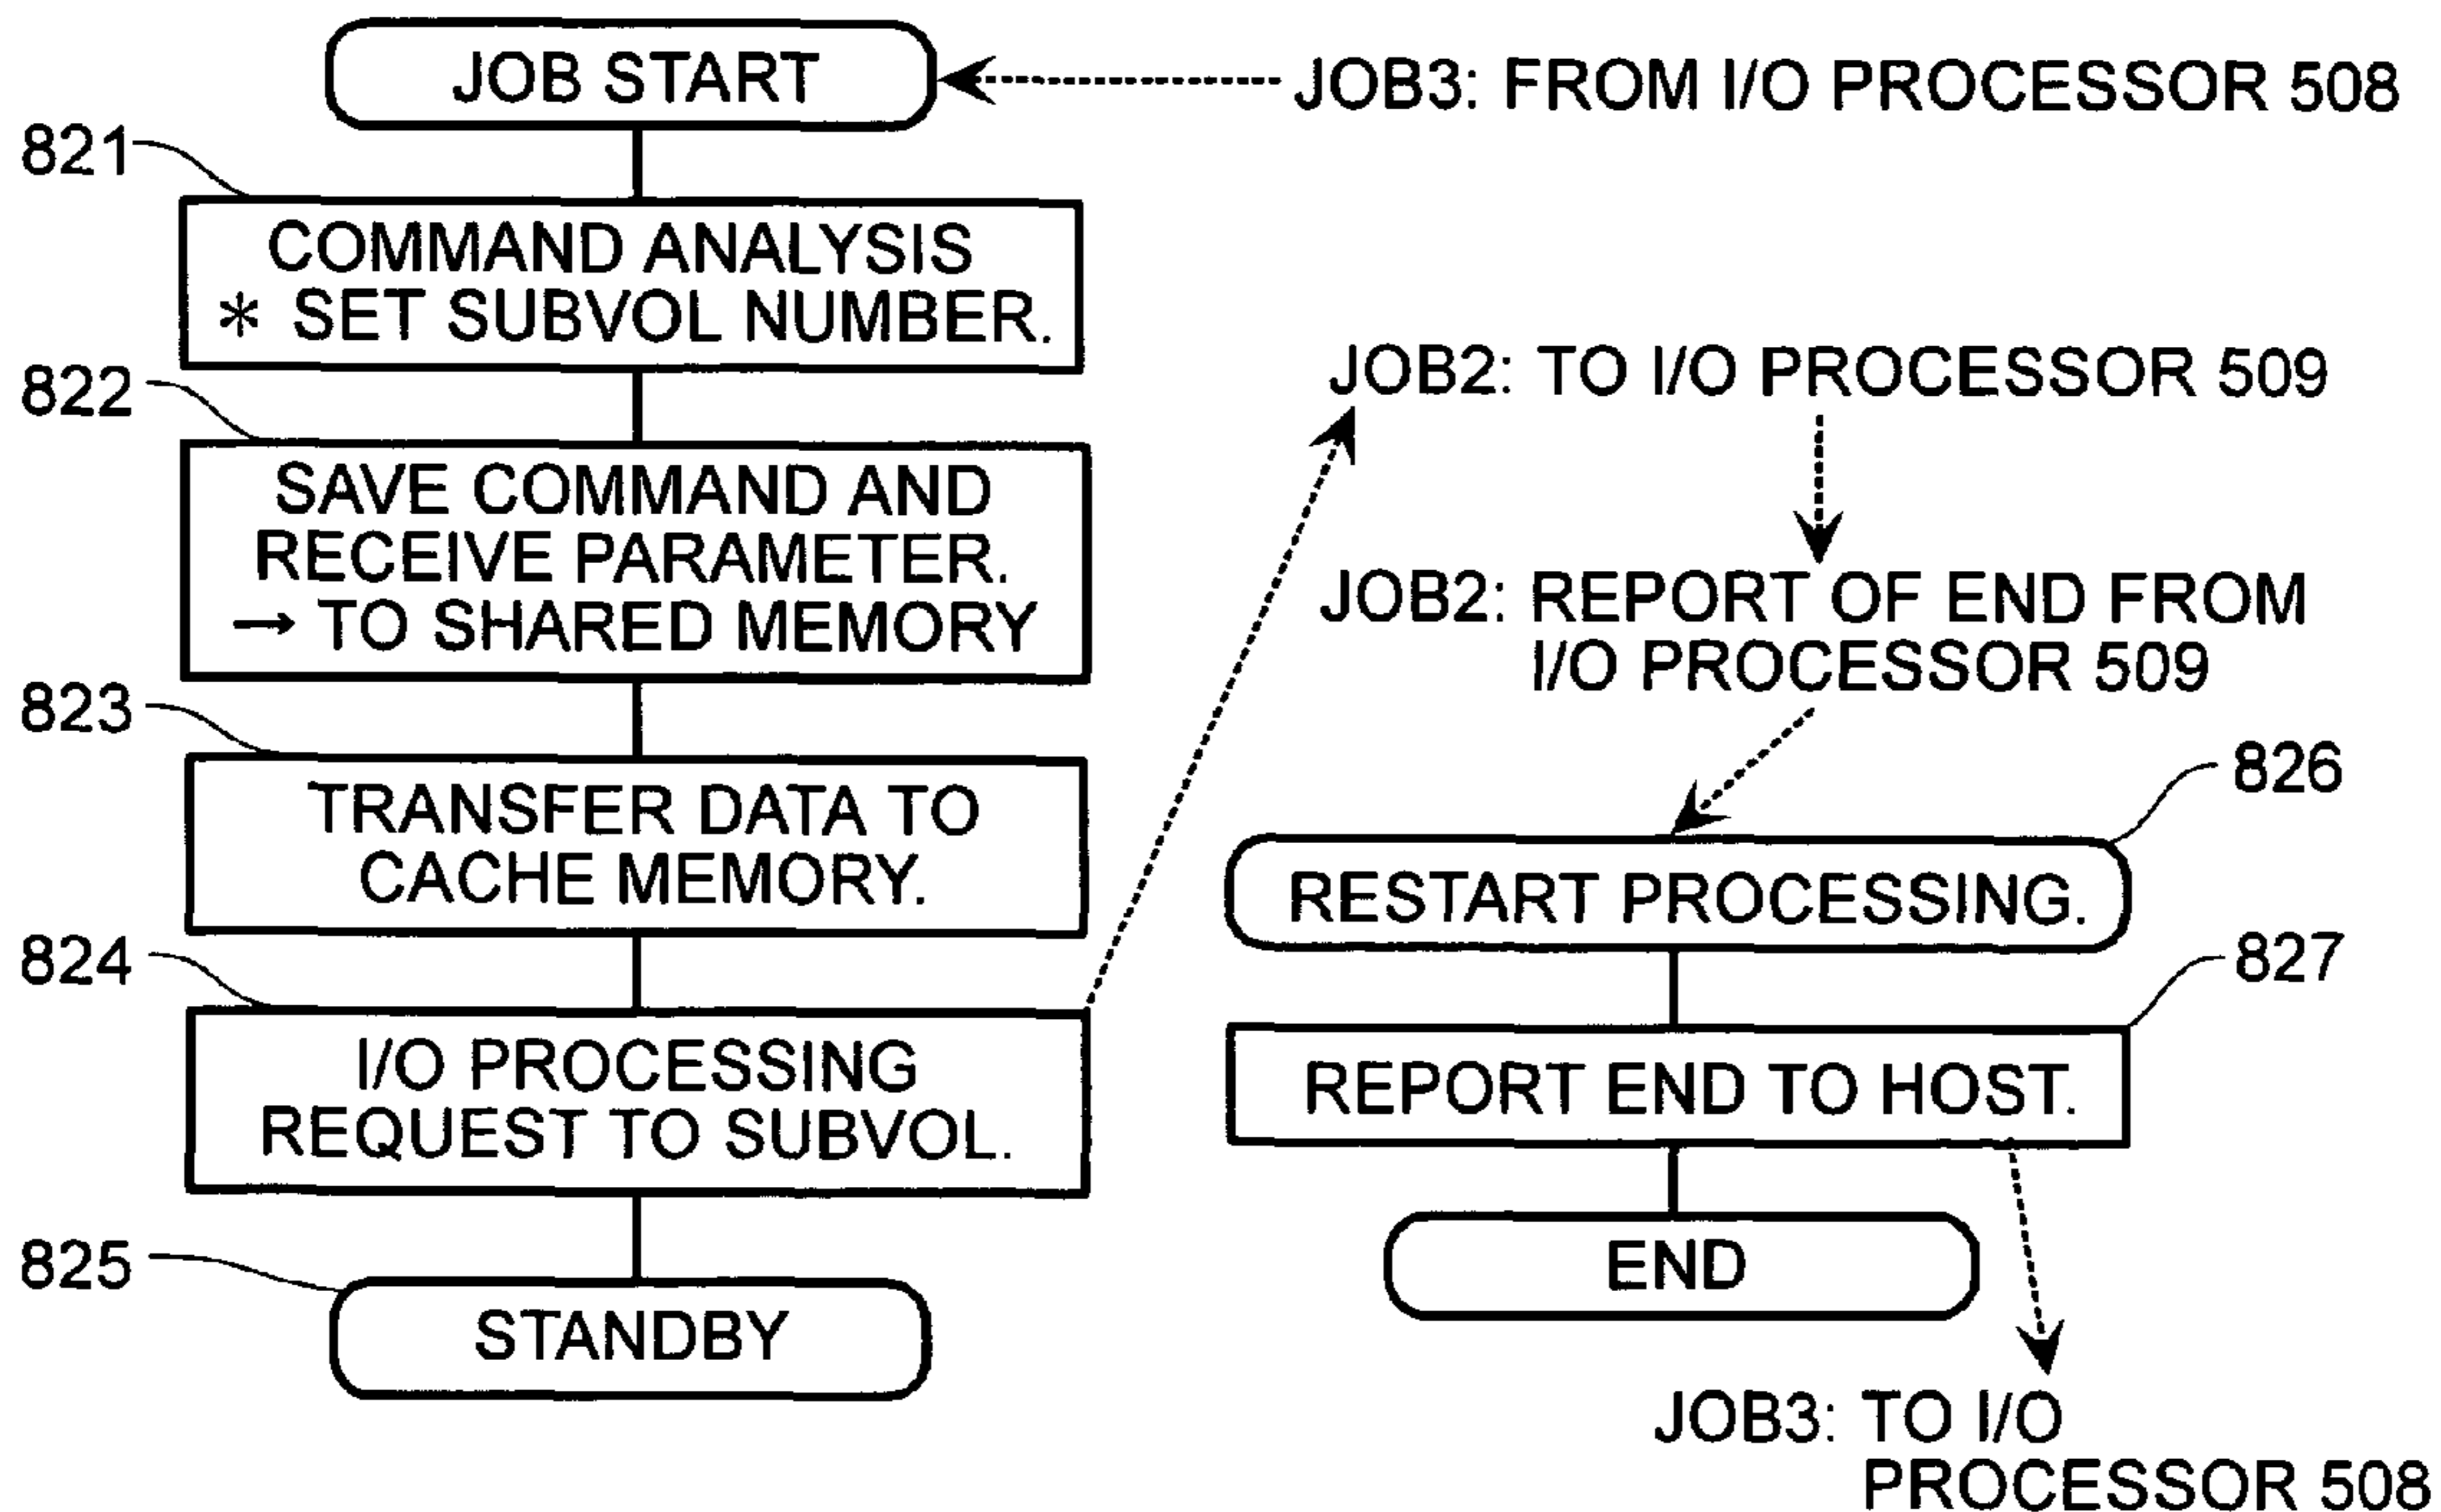 JOB START
JOB3: FROM I/O PROCESSOR 508
821
COMMAND ANALYSIS
* SET SUBVOL NUMBER.
822
SAVE COMMAND AND
RECEIVE PARAMETER.
→ TO SHARED MEMORY
823
TRANSFER DATA TO
CACHE MEMORY.
824
I/O PROCESSING
REQUEST TO SUBVOL.
825
STANDBY
JOB2: TO I/O PROCESSOR 509
JOB2: REPORT OF END FROM
I/O PROCESSOR 509
826
RESTART PROCESSING.
827
REPORT END TO HOST.
END
JOB3: TO I/O
PROCESSOR 508